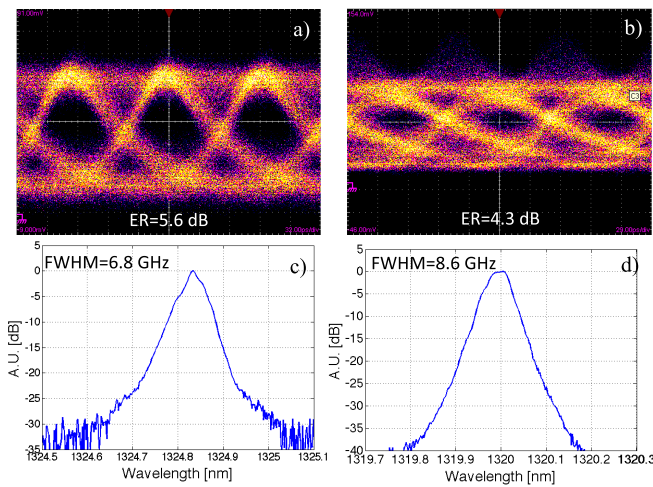 a)
ER=5.6 dB
b)
ER=4.3 dB
FWHM=6.8 GHz
c)
A.U. [dB]
5
0
-5
-10
-15
-20
-25
-30
-35
1324.5 1324.6 1324.7 1324.8 1324.9 1325 1325.1
Wavelength [nm]
FWHM=8.6 GHz
d)
A.U. [dB]
5
0
-5
-10
-15
-20
-25
-30
-35
-40
1319.7 1319.8 1319.9 1320 1320.1 1320.2 1320.3
Wavelength [nm]